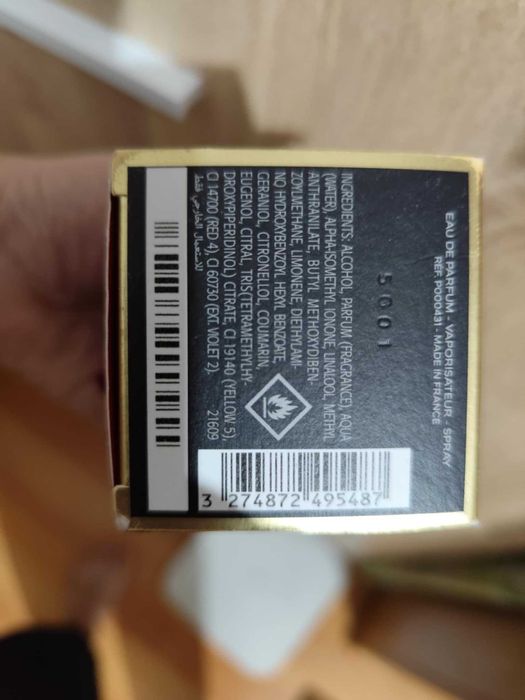 EAU DE PARFUM - VAPORISATEUR - SPRAY
REF. P000431 - MADE IN FRANCE
5001
INGREDIENTS: ALCOHOL, PARFUM (FRAGRANCE), AQUA
(WATER), ALPHA-ISOMETHYL IONONE, LINALOOL, METHYL
ANTHRANILATE, BUTYL METHOXYDIBEN-
ZOYLMETHANE, LIMONENE, DIETHYLAMI-
NO HYDROXYBENZOYL HEXYL BENZOATE,
GERANIOL, CITRONELLOL, COUMARIN,
EUGENOL, CITRAL, TRIS(TETRAMETHYLHY-
DROXYPIPERIDINOL) CITRATE, CI 19140 (YELLOW 5),
CI 14700 (RED 4), CI 60730 (EXT. VIOLET 2). 21609
للاستعمال الخارجي فقط
3 274872 495487